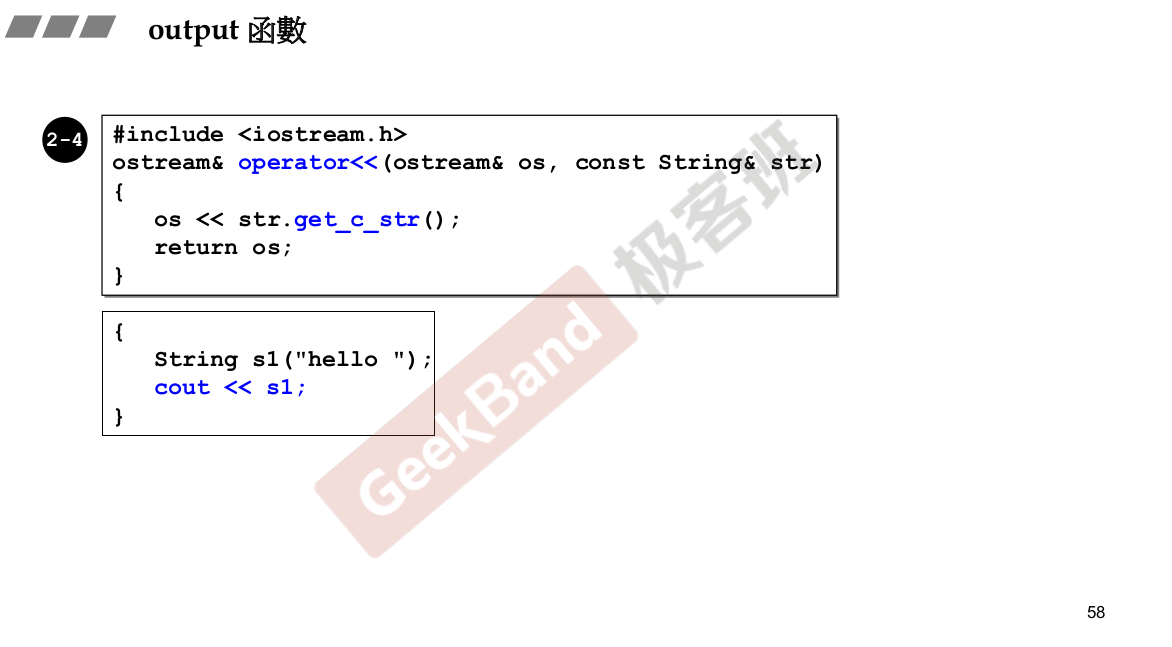 output 函數
2-4
#include <iostream.h>
ostream& operator<<(ostream& os, const String& str)
{
   os << str.get_c_str();
   return os;
}
{
   String s1("hello ");
   cout << s1;
}
GeekBand 极客班
58